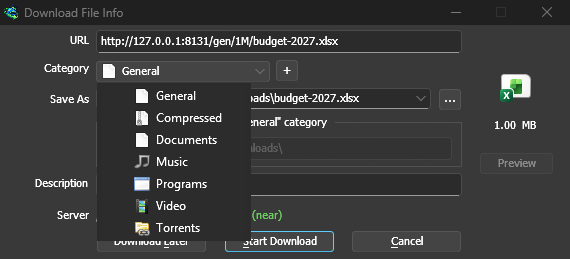 Download File Info
URL
http://127.0.0.1:8131/gen/1M/budget-2027.xlsx
Category
General
+
Save As
oads\budget-2027.xlsx
...
General
Compressed
Documents
Music
Programs
Video
Torrents
eneral" category
nloads\
1.00 MB
Preview
Description
Server
(near)
Download Later
Start Download
Cancel